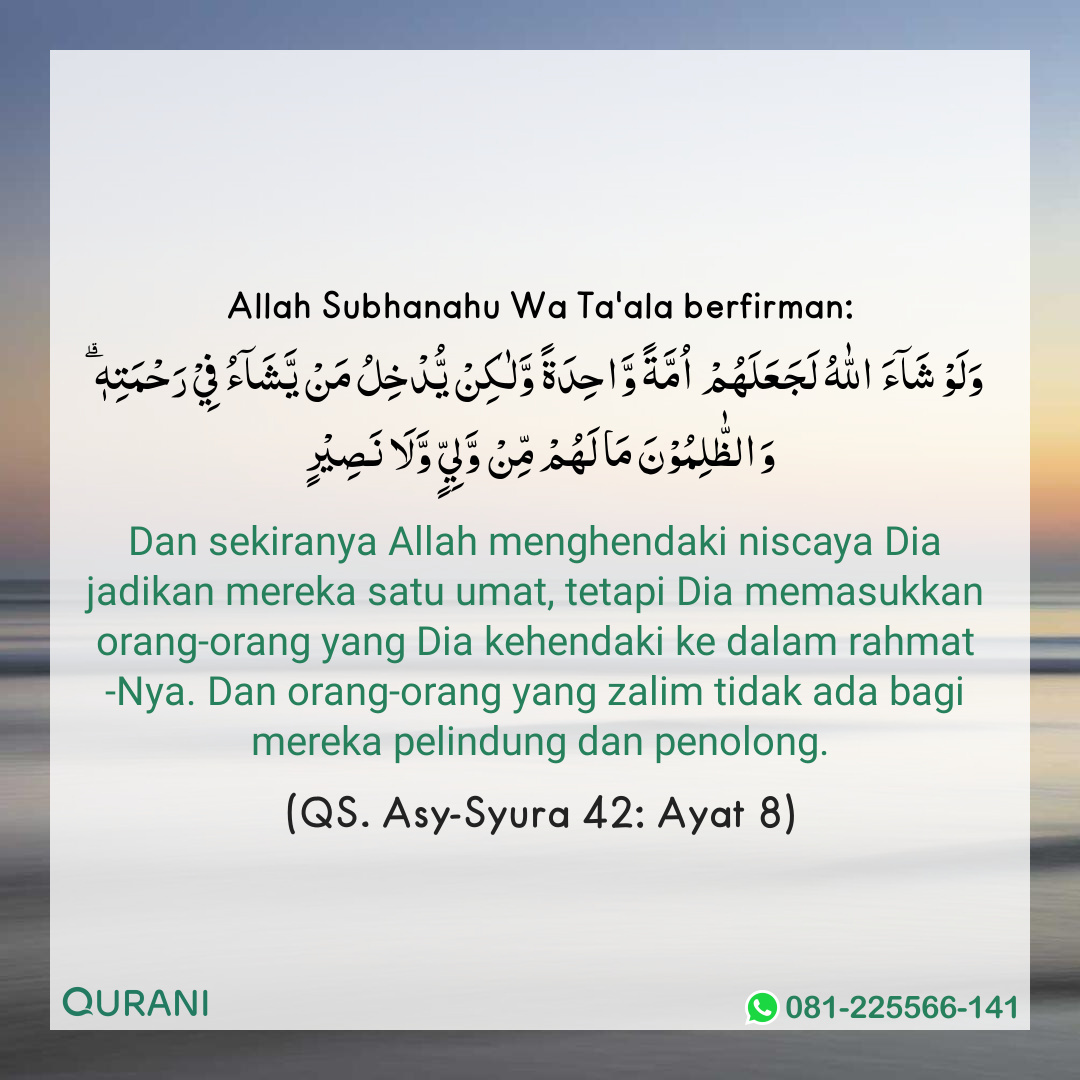 Allah Subhanahu Wa Ta'ala berfirman:
وَلَوْ شَآءَ اللّٰهُ لَجَعَلَهُمْ اُمَّةً وَّا حِدَةً وَّلٰـكِنْ يُّدْخِلُ مَنْ يَّشَآءُ فِيْ رَحْمَتِهٖ ۗ
وَا لظّٰلِمُوْنَ مَا لَهُمْ مِّنْ وَّلِيٍّ وَّلَا نَصِيْرٍ
Dan sekiranya Allah menghendaki niscaya Dia
jadikan mereka satu umat, tetapi Dia memasukkan
orang-orang yang Dia kehendaki ke dalam rahmat
-Nya. Dan orang-orang yang zalim tidak ada bagi
mereka pelindung dan penolong.
(QS. Asy-Syura 42: Ayat 8)
QURANI
081-225566-141